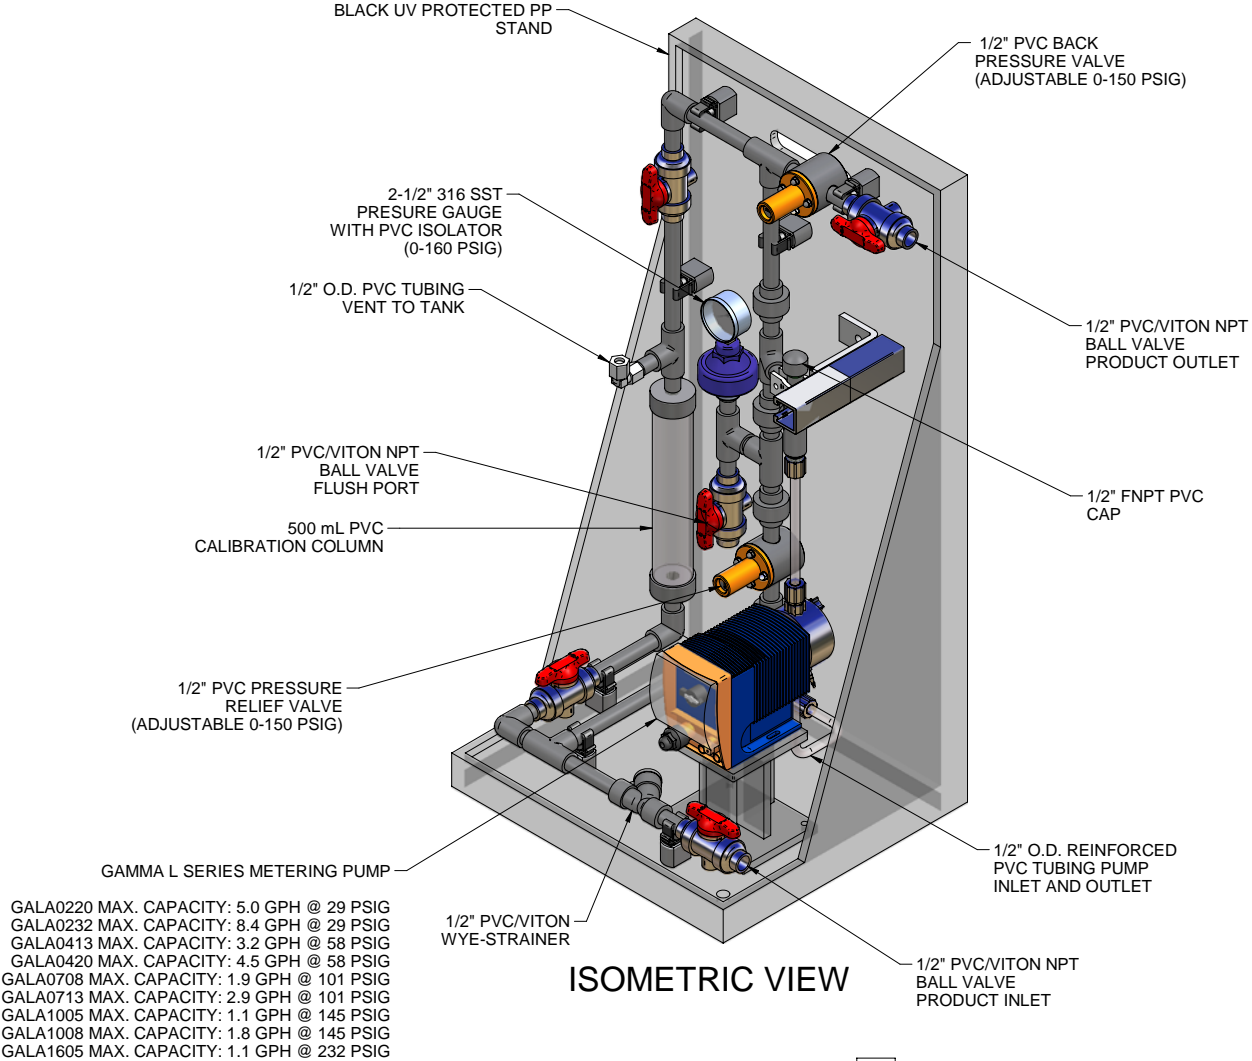 BLACK UV PROTECTED PP
STAND
1/2" PVC BACK
PRESSURE VALVE
(ADJUSTABLE 0-150 PSIG)
2-1/2" 316 SST
PRESURE GAUGE
WITH PVC ISOLATOR
(0-160 PSIG)
1/2" O.D. PVC TUBING
VENT TO TANK
1/2" PVC/VITON NPT
BALL VALVE
PRODUCT OUTLET
1/2" PVC/VITON NPT
BALL VALVE
FLUSH PORT
1/2" FNPT PVC
CAP
500 mL PVC
CALIBRATION COLUMN
1/2" PVC PRESSURE
RELIEF VALVE
(ADJUSTABLE 0-150 PSIG)
1/2" O.D. REINFORCED
PVC TUBING PUMP
INLET AND OUTLET
GAMMA L SERIES METERING PUMP
GALA0220 MAX. CAPACITY: 5.0 GPH @ 29 PSIG
GALA0232 MAX. CAPACITY: 8.4 GPH @ 29 PSIG
GALA0413 MAX. CAPACITY: 3.2 GPH @ 58 PSIG
GALA0420 MAX. CAPACITY: 4.5 GPH @ 58 PSIG
GALA0708 MAX. CAPACITY: 1.9 GPH @ 101 PSIG
GALA0713 MAX. CAPACITY: 2.9 GPH @ 101 PSIG
GALA1005 MAX. CAPACITY: 1.1 GPH @ 145 PSIG
GALA1008 MAX. CAPACITY: 1.8 GPH @ 145 PSIG
GALA1605 MAX. CAPACITY: 1.1 GPH @ 232 PSIG
1/2" PVC/VITON
WYE-STRAINER
1/2" PVC/VITON NPT
BALL VALVE
PRODUCT INLET
ISOMETRIC VIEW